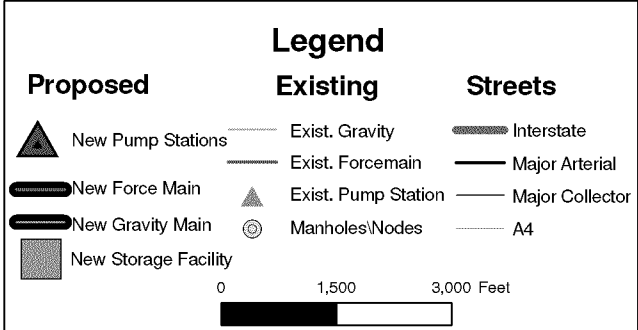 Legend
Proposed
New Pump Stations
New Force Main
New Gravity Main
New Storage Facility
Existing
Exist. Gravity
Exist. Forcemain
Exist. Pump Station
Manholes\Nodes
Streets
Interstate
Major Arterial
Major Collector
A4
0 1,500 3,000 Feet